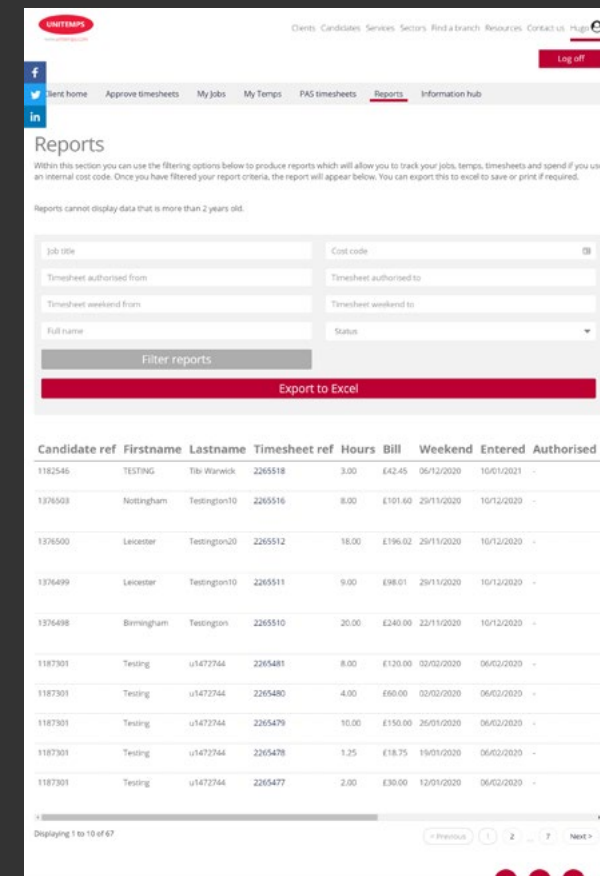 UNITEMPS
www.unitemps.com
Clients Candidates Services Sectors Find a branch Resources Contact us Hugo
Log off
Client home Approve timesheets My Jobs My Temps PAS timesheets Reports Information hub
Reports
Within this section you can use the filtering options below to produce reports which will allow you to track your jobs, temps, timesheets and spend if you use
an internal cost code. Once you have filtered your report criteria, the report will appear below. You can export this to excel to save or print if required.
Reports cannot display data that is more than 2 years old.
Job title Cost code
Timesheet authorised from Timesheet authorised to
Timesheet weekend from Timesheet weekend to
Full name Status
Filter reports
Export to Excel
Candidate ref Firstname Lastname Timesheet ref Hours Bill Weekend Entered Authorised
1182546 TESTING Tibi Warwick 2265518 3.00 £42.45 06/12/2020 10/01/2021 -
1376503 Nottingham Testington10 2265516 8.00 £101.60 29/11/2020 10/12/2020 -
1376500 Leicester Testington20 2265512 18.00 £196.02 29/11/2020 10/12/2020 -
1376499 Leicester Testington10 2265511 9.00 £98.01 29/11/2020 10/12/2020 -
1376498 Birmingham Testington 2265510 20.00 £240.00 22/11/2020 10/12/2020 -
1187301 Testing u1472744 2265481 8.00 £120.00 02/02/2020 06/02/2020 -
1187301 Testing u1472744 2265480 4.00 £60.00 02/02/2020 06/02/2020 -
1187301 Testing u1472744 2265479 10.00 £150.00 26/01/2020 06/02/2020 -
1187301 Testing u1472744 2265478 1.25 £18.75 19/01/2020 06/02/2020 -
1187301 Testing u1472744 2265477 2.00 £30.00 12/01/2020 06/02/2020 -
Displaying 1 to 10 of 67 < Previous 1 2 ... 7 Next >